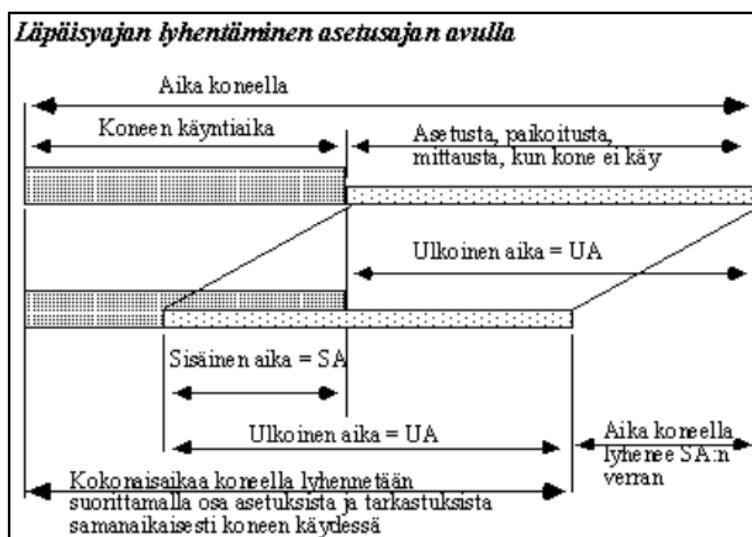 Läpäisyajan lyhentäminen asetusajan avulla
Aika koneella
Koneen käyntiaika
Asetusta, paikoitusta,
mittausta, kun kone ei käy
Ulkoinen aika = UA
Sisäinen aika = SA
Ulkoinen aika = UA
Aika koneella
lyhenee SA:n
verran
Kokonaisaikaa koneella lyhennetään
suorittamalla osa asetuksista ja tarkastuksista
samanaikaisesti koneen käydessä